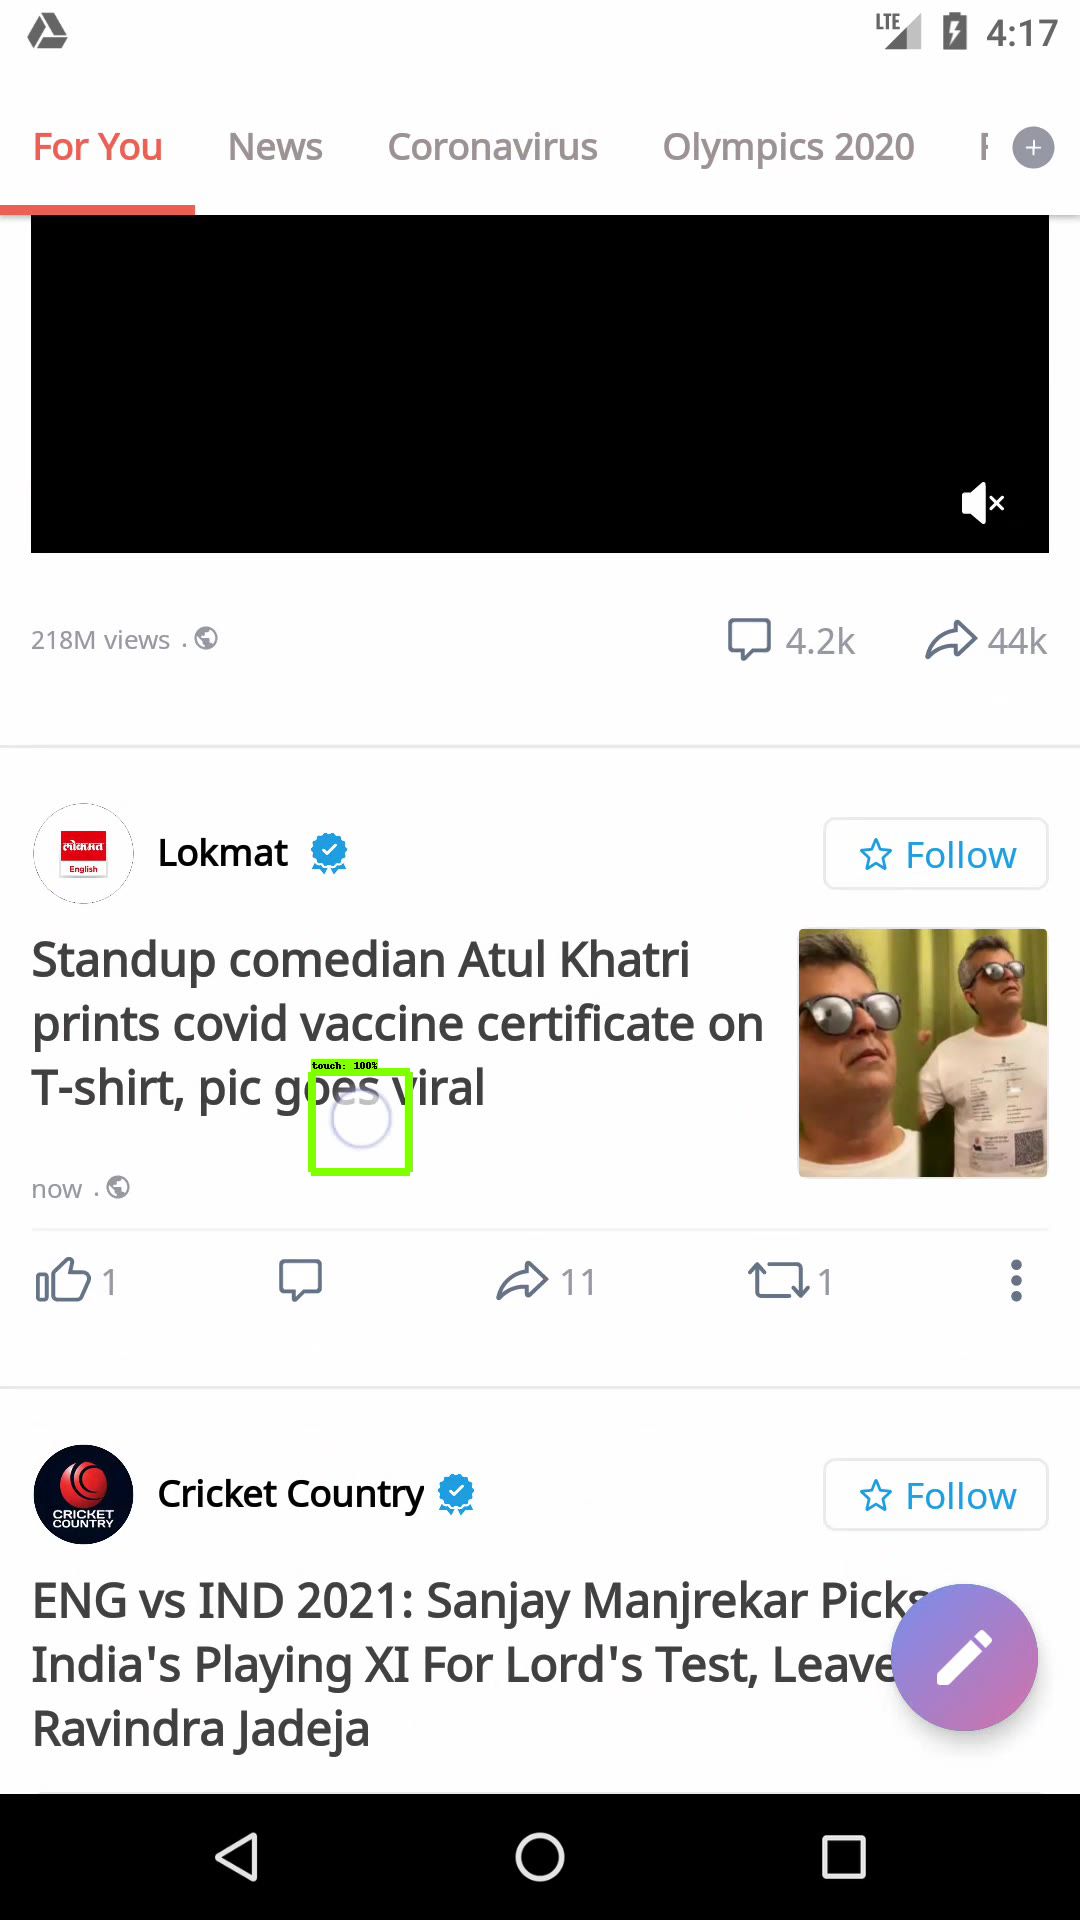 LTE 4:17
For You News Coronavirus Olympics 2020
218M views . 4.2k 44k
लोकमत
English
Lokmat
Follow
Standup comedian Atul Khatri
prints covid vaccine certificate on
T-shirt, pic goes viral
touch: 100%
now .
1 11 1
CRICKET
COUNTRY
Cricket Country
Follow
ENG vs IND 2021: Sanjay Manjrekar Picks
India's Playing XI For Lord's Test, Leave
Ravindra Jadeja